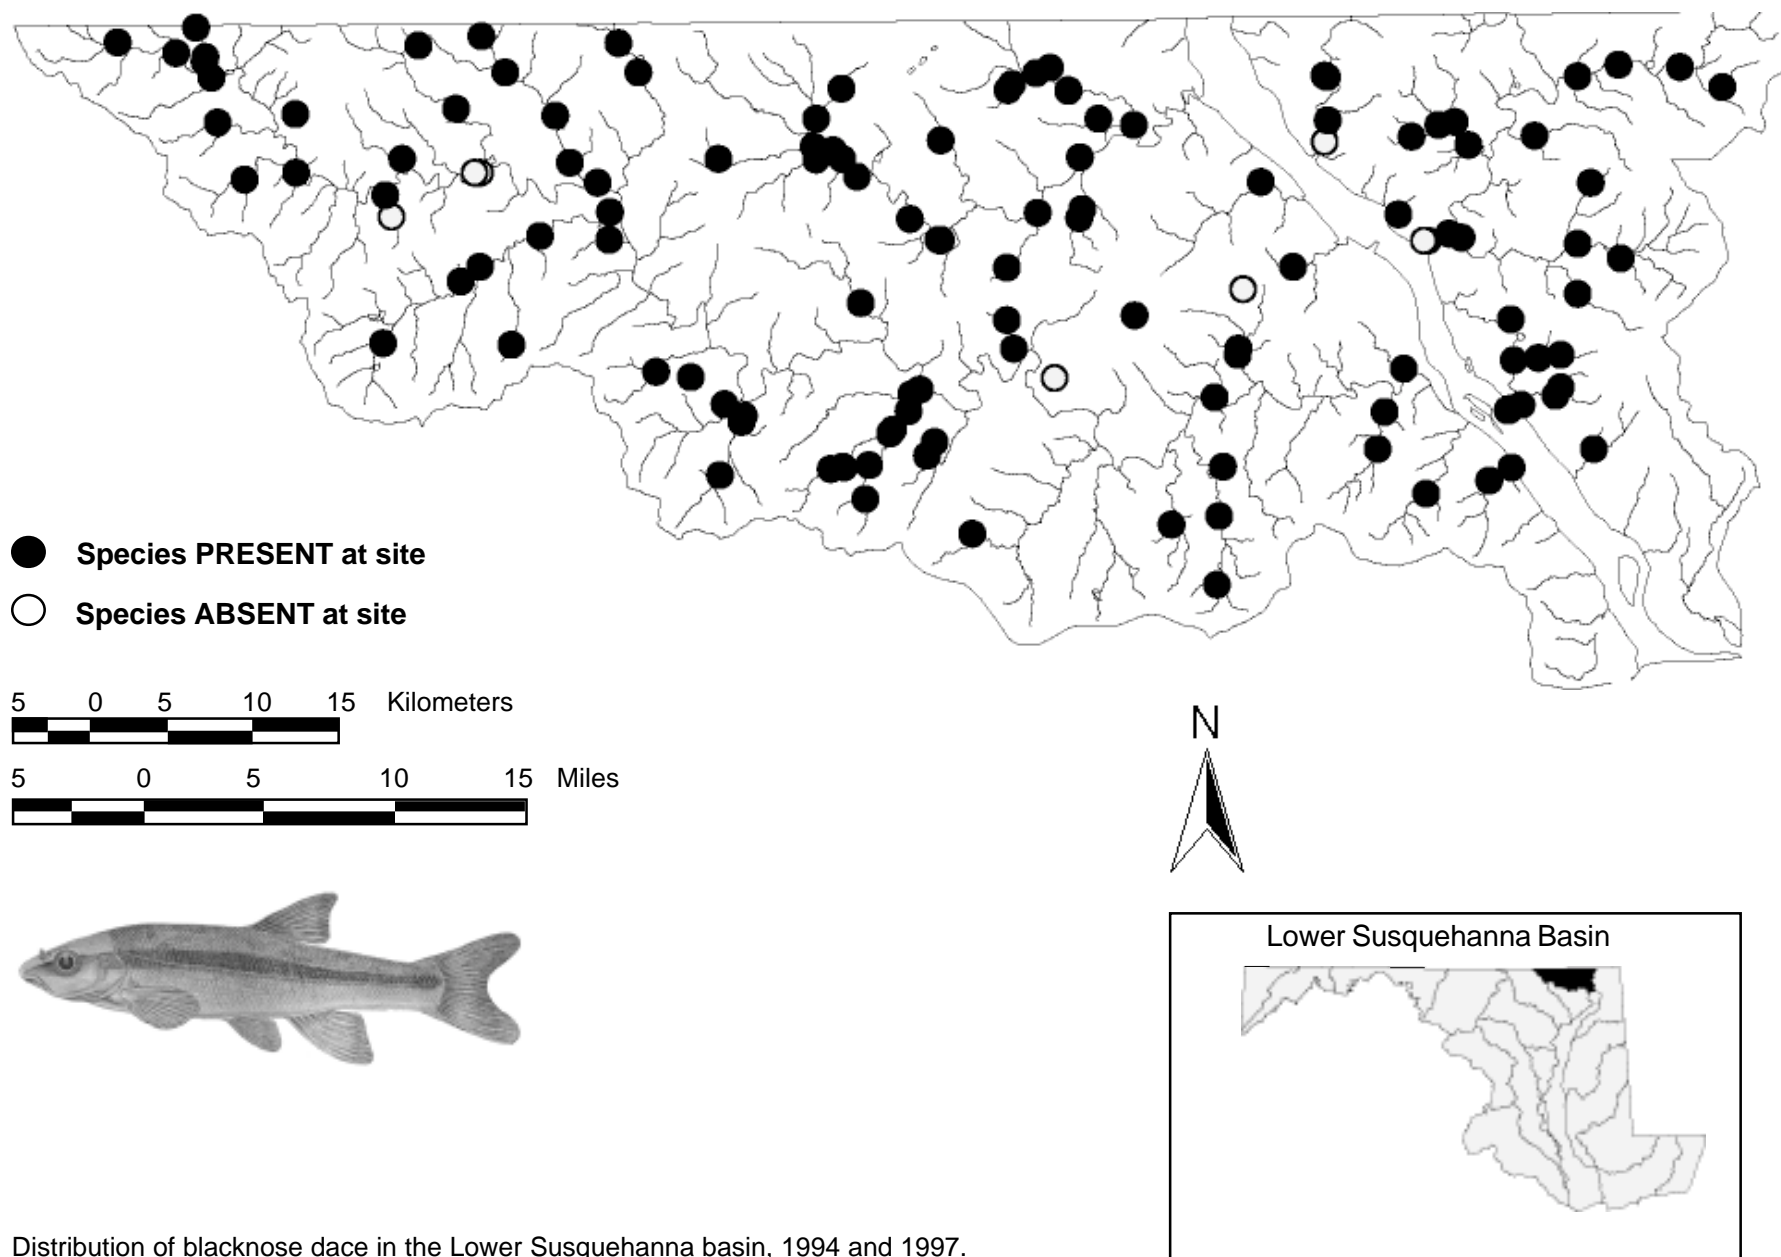 Species PRESENT at site
Species ABSENT at site
5 0 5 10 15 Kilometers
5 0 5 10 15 Miles
N
Lower Susquehanna Basin
Distribution of blacknose dace in the Lower Susquehanna basin, 1994 and 1997.